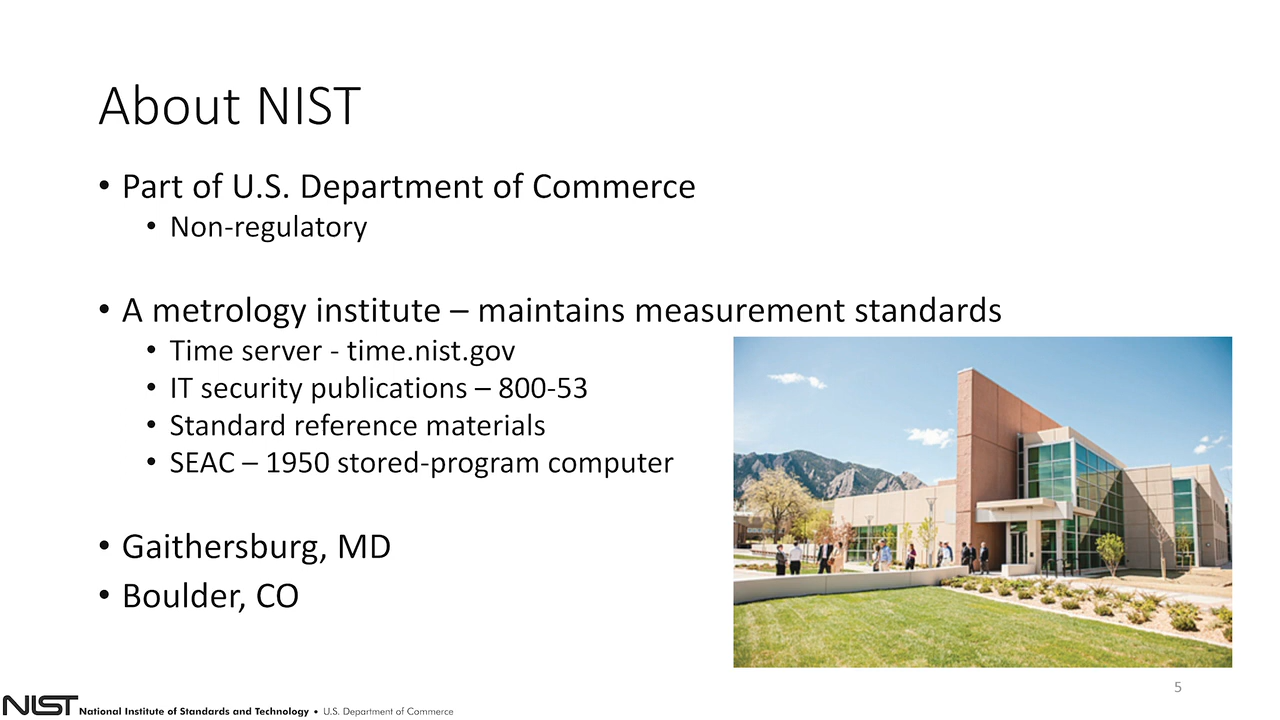 About NIST
• Part of U.S. Department of Commerce
• Non-regulatory
• A metrology institute – maintains measurement standards
• Time server - time.nist.gov
• IT security publications – 800-53
• Standard reference materials
• SEAC – 1950 stored-program computer
• Gaithersburg, MD
• Boulder, CO
5
NIST National Institute of Standards and Technology • U.S. Department of Commerce